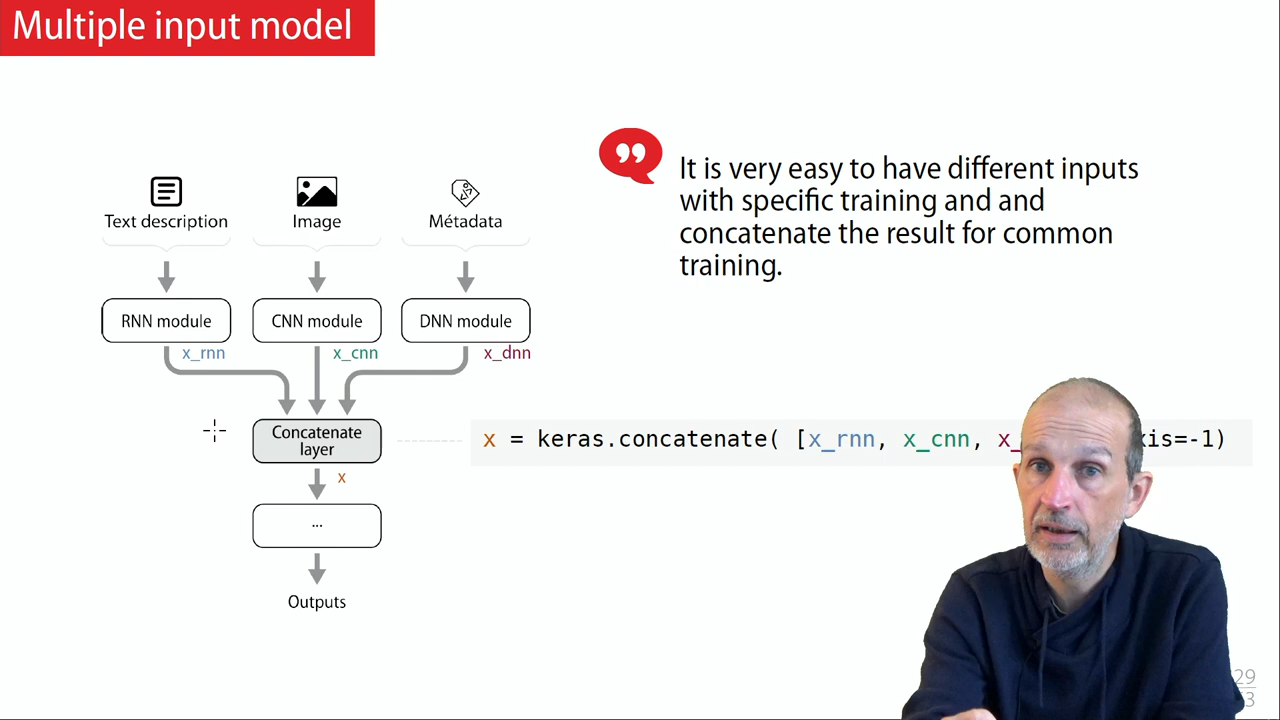 Multiple input model
It is very easy to have different inputs
with specific training and and
concatenate the result for common
training.
Text description
Image
Métadata
RNN module
CNN module
DNN module
x_rnn
x_cnn
x_dnn
Concatenate
layer
x = keras.concatenate( [x_rnn, x_cnn, =-1)
x
...
Outputs
29